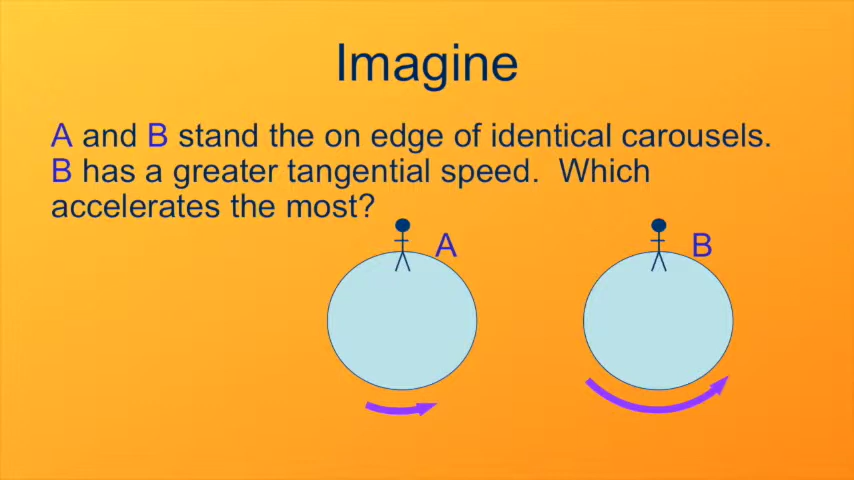 Imagine
A and B stand the on edge of identical carousels.
B has a greater tangential speed. Which
accelerates the most?
A
B